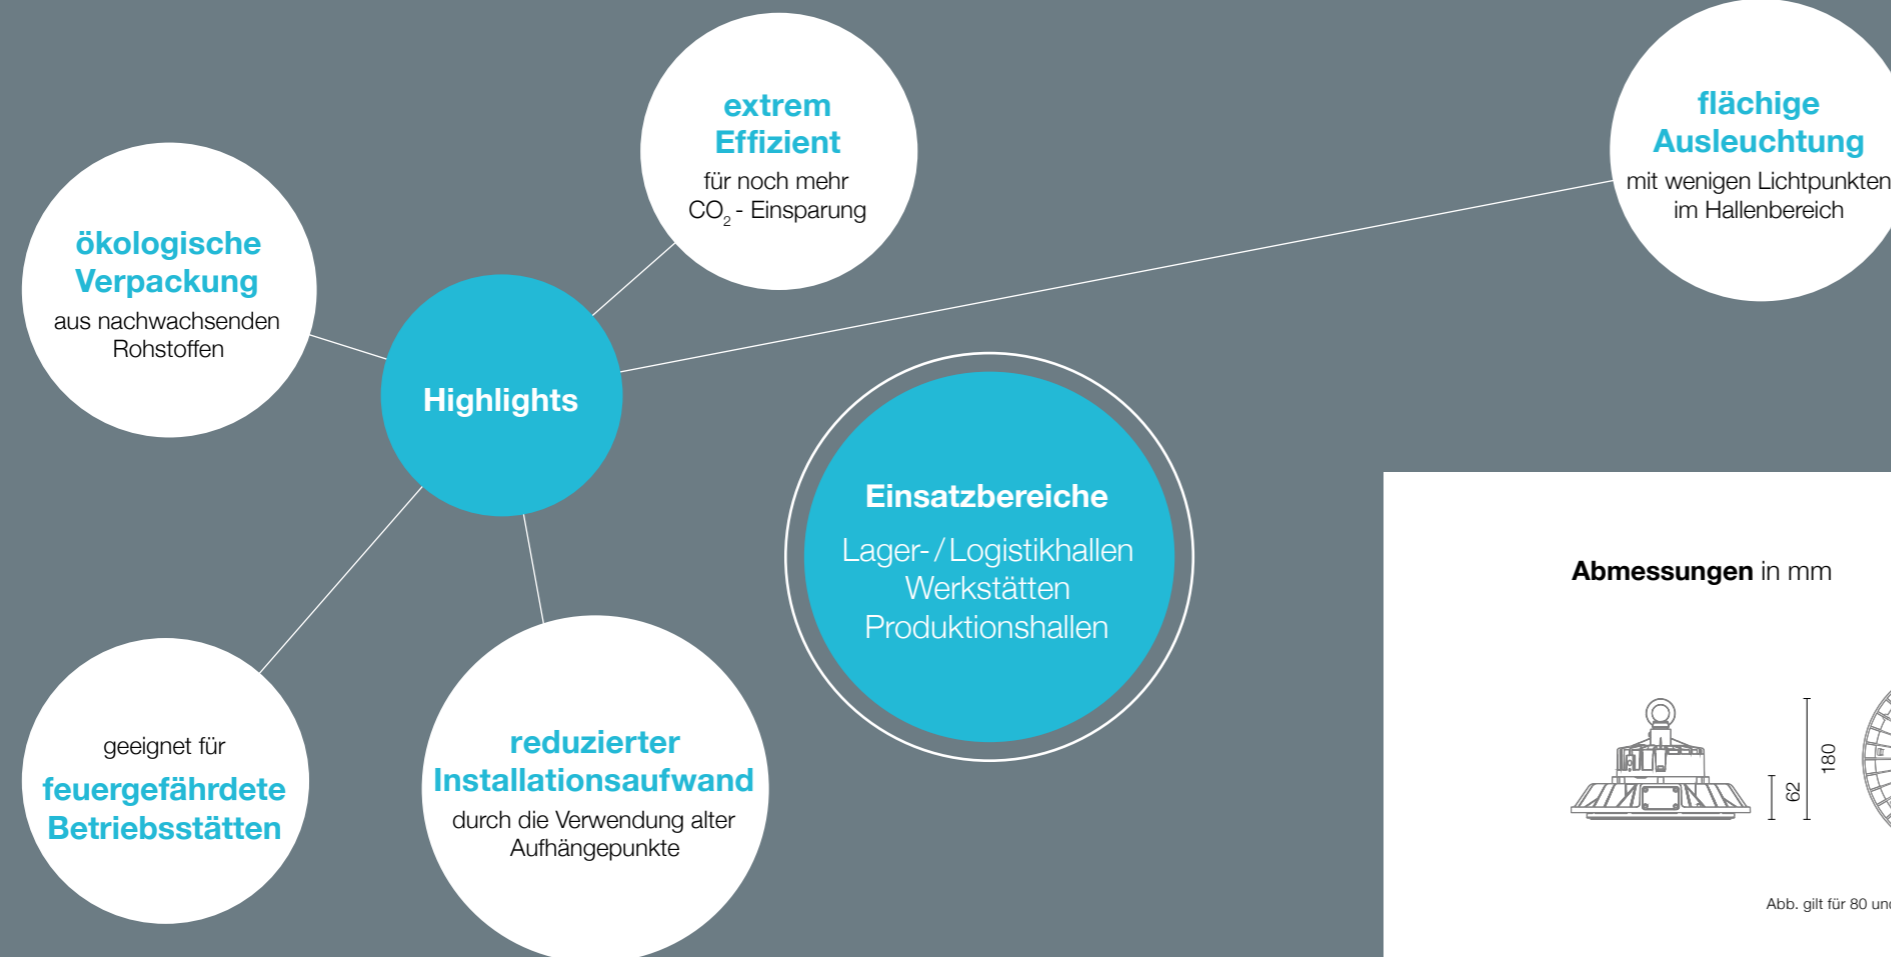 extrem
Effizient
für noch mehr
CO₂ - Einsparung
flächige
Ausleuchtung
mit wenigen Lichtpunkten
im Hallenbereich
ökologische
Verpackung
aus nachwachsenden
Rohstoffen
Highlights
Einsatzbereiche
Lager- / Logistikhallen
Werkstätten
Produktionshallen
geeignet für
feuergefährdete
Betriebsstätten
reduzierter
Installationsaufwand
durch die Verwendung alter
Aufhängepunkte
Abmessungen in mm
62
180
Abb. gilt für 80 und